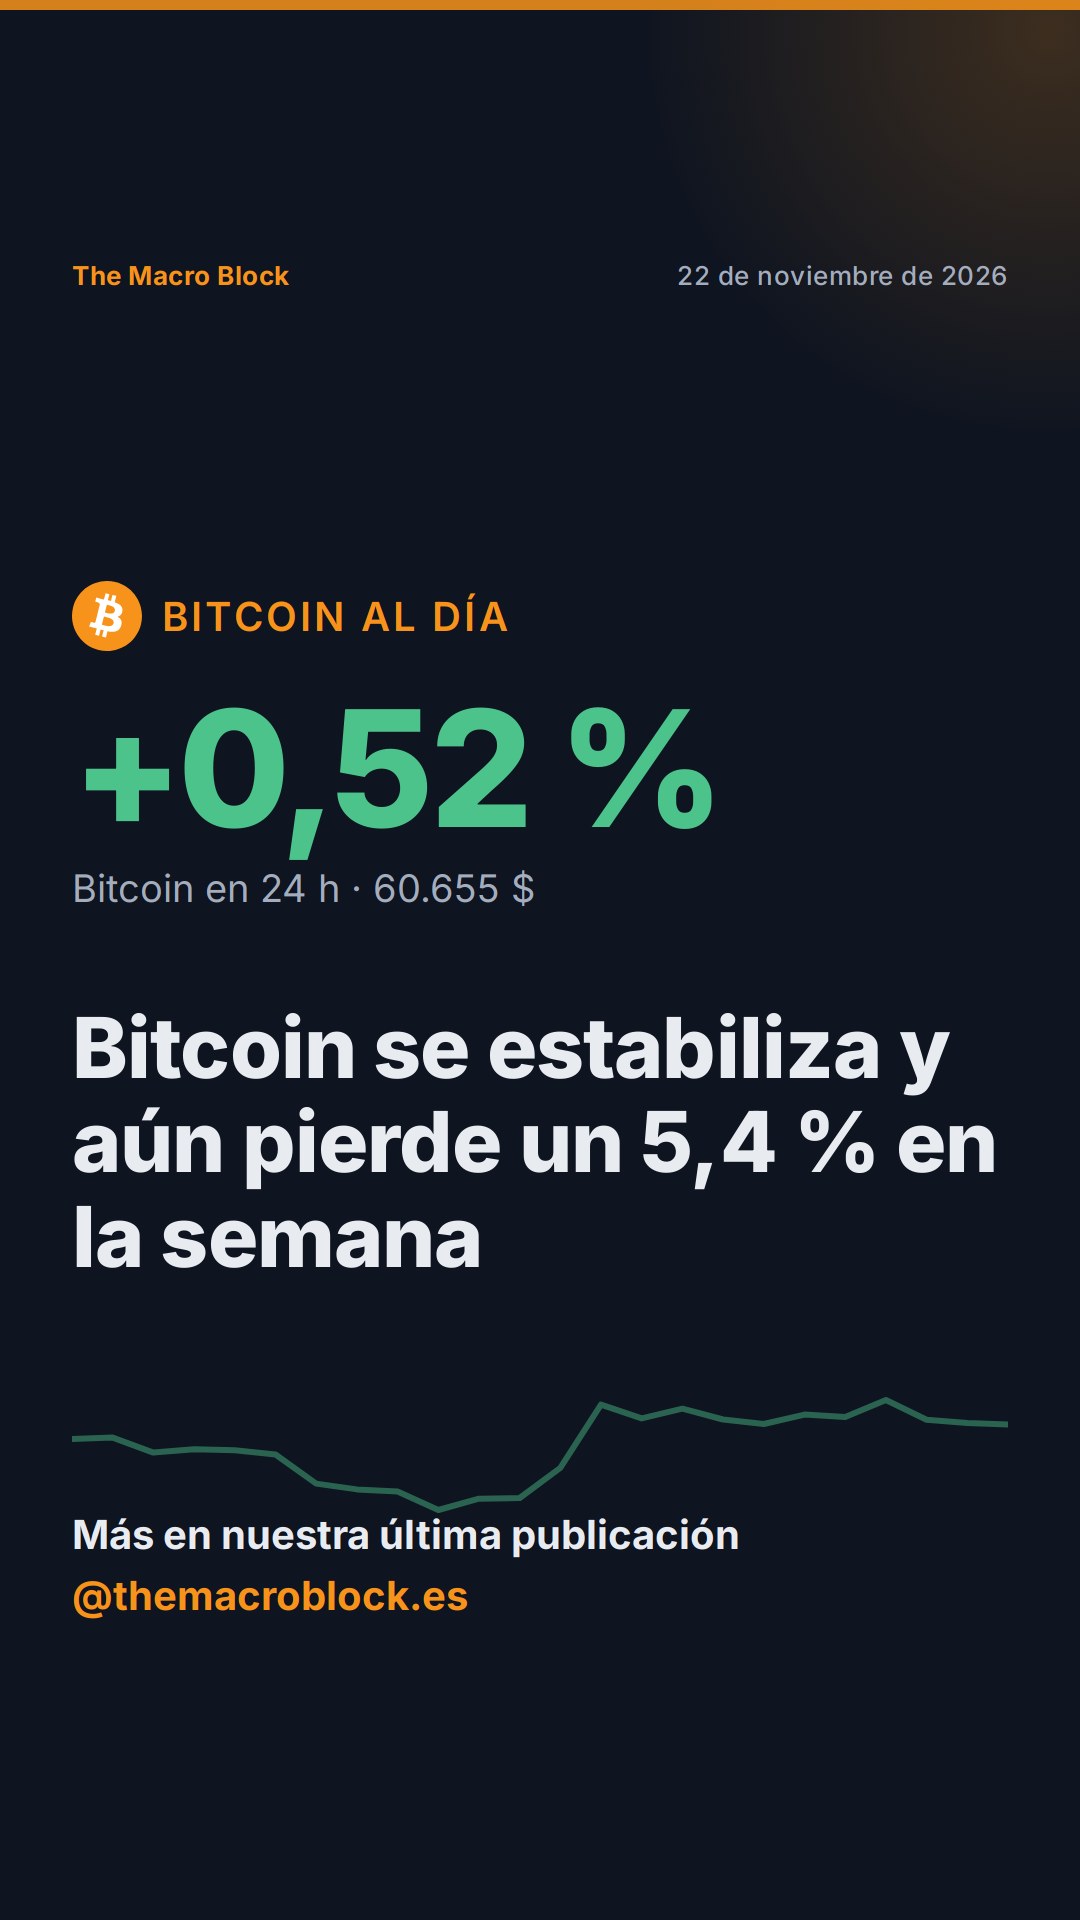 The Macro Block
22 de noviembre de 2026
BITCOIN AL DÍA
+0,52 %
Bitcoin en 24 h · 60.655 $
Bitcoin se estabiliza y
aún pierde un 5,4 % en
la semana
Más en nuestra última publicación
@themacroblock.es